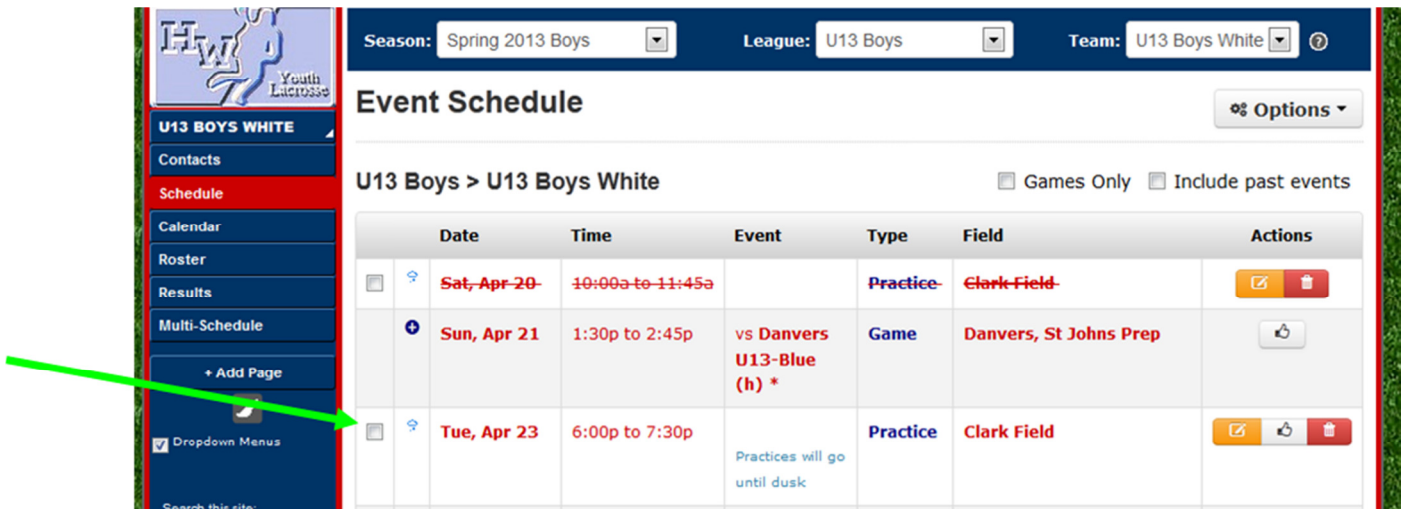 HW
Youth
Lacrosse
Season: Spring 2013 Boys League: U13 Boys Team: U13 Boys White
Event Schedule
Options
U13 BOYS WHITE
Contacts
Schedule
Calendar
Roster
Results
Multi-Schedule
+ Add Page
Dropdown Menus
Search this site:
U13 Boys > U13 Boys White Games Only Include past events
Date Time Event Type Field Actions
Sat, Apr 20 10:00a to 11:45a Practice Clark Field
Sun, Apr 21 1:30p to 2:45p vs Danvers Game Danvers, St Johns Prep
U13-Blue
(h) *
Tue, Apr 23 6:00p to 7:30p Practice Clark Field
Practices will go
until dusk